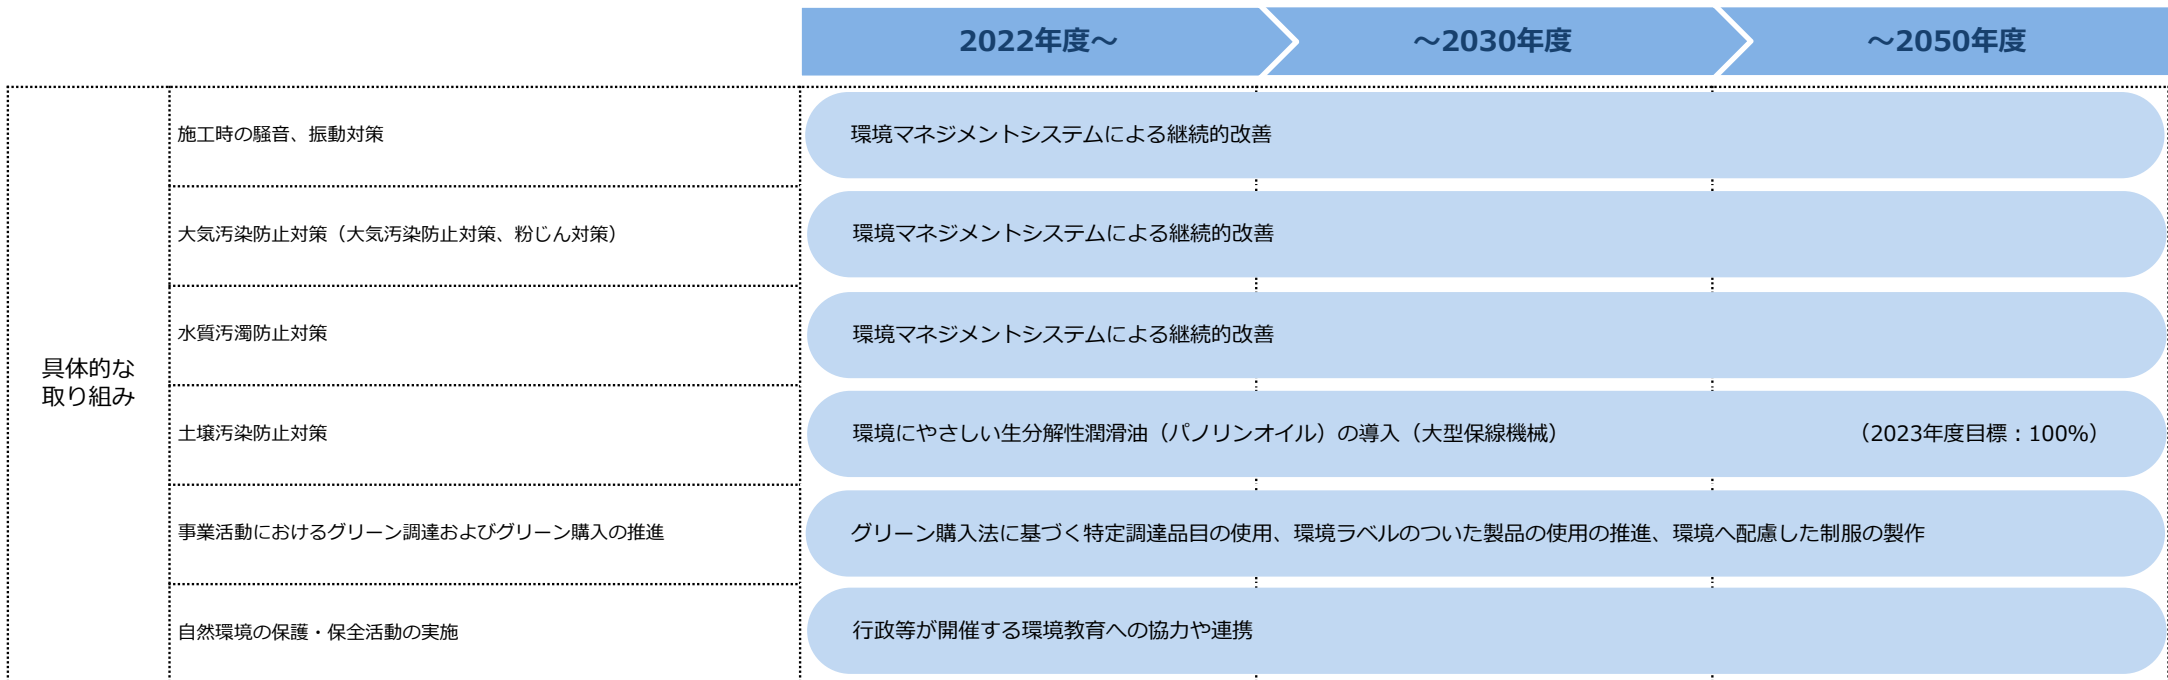 2022年度～
～2030年度
～2050年度
具体的な
取り組み
施工時の騒音、振動対策
環境マネジメントシステムによる継続的改善
大気汚染防止対策（大気汚染防止対策、粉じん対策）
環境マネジメントシステムによる継続的改善
水質汚濁防止対策
環境マネジメントシステムによる継続的改善
土壌汚染防止対策
環境にやさしい生分解性潤滑油（パノリンオイル）の導入（大型保線機械）
（2023年度目標：100%）
事業活動におけるグリーン調達およびグリーン購入の推進
グリーン購入法に基づく特定調達品目の使用、環境ラベルのついた製品の使用の推進、環境へ配慮した制服の製作
自然環境の保護・保全活動の実施
行政等が開催する環境教育への協力や連携